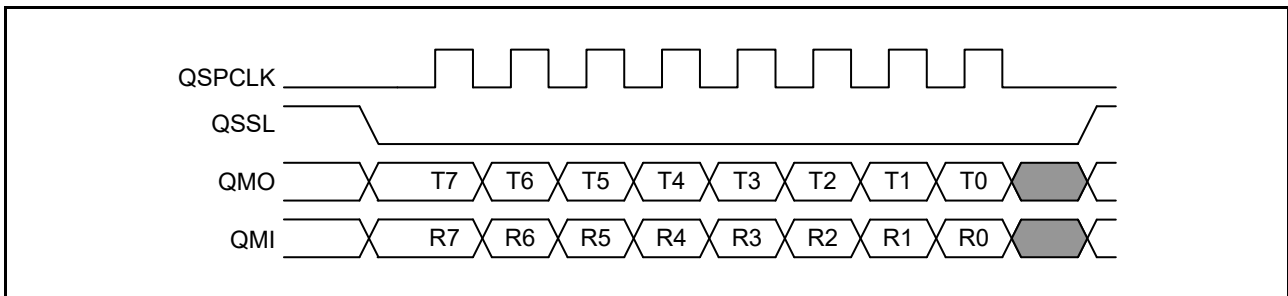 QSPCLK
QSSL
QMO T7 T6 T5 T4 T3 T2 T1 T0
QMI R7 R6 R5 R4 R3 R2 R1 R0